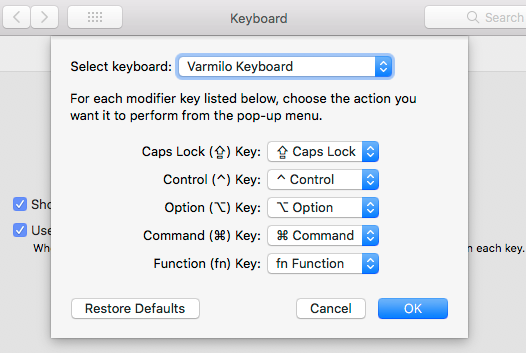 Keyboard
Search
Select keyboard: Varmilo Keyboard
For each modifier key listed below, choose the action you
want it to perform from the pop-up menu.
Caps Lock (⇪) Key: ⇪ Caps Lock
Control (^) Key: ^ Control
Option (⌥) Key: ⌥ Option
Command (⌘) Key: ⌘ Command
Function (fn) Key: fn Function
Sho
Use
Whe
each key.
Restore Defaults
Cancel
OK